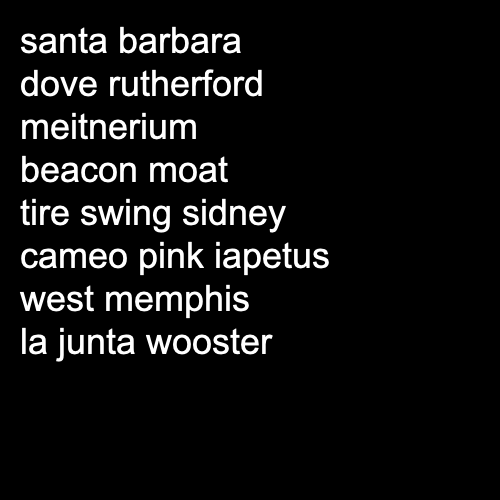 santa barbara
dove rutherford
meitnerium
beacon moat
tire swing sidney
cameo pink iapetus
west memphis
la junta wooster